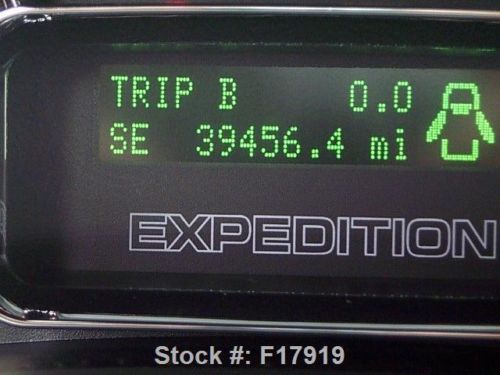 TRIP B 0.0
SE 39456.4 mi
EXPEDITION
Stock #: F17919